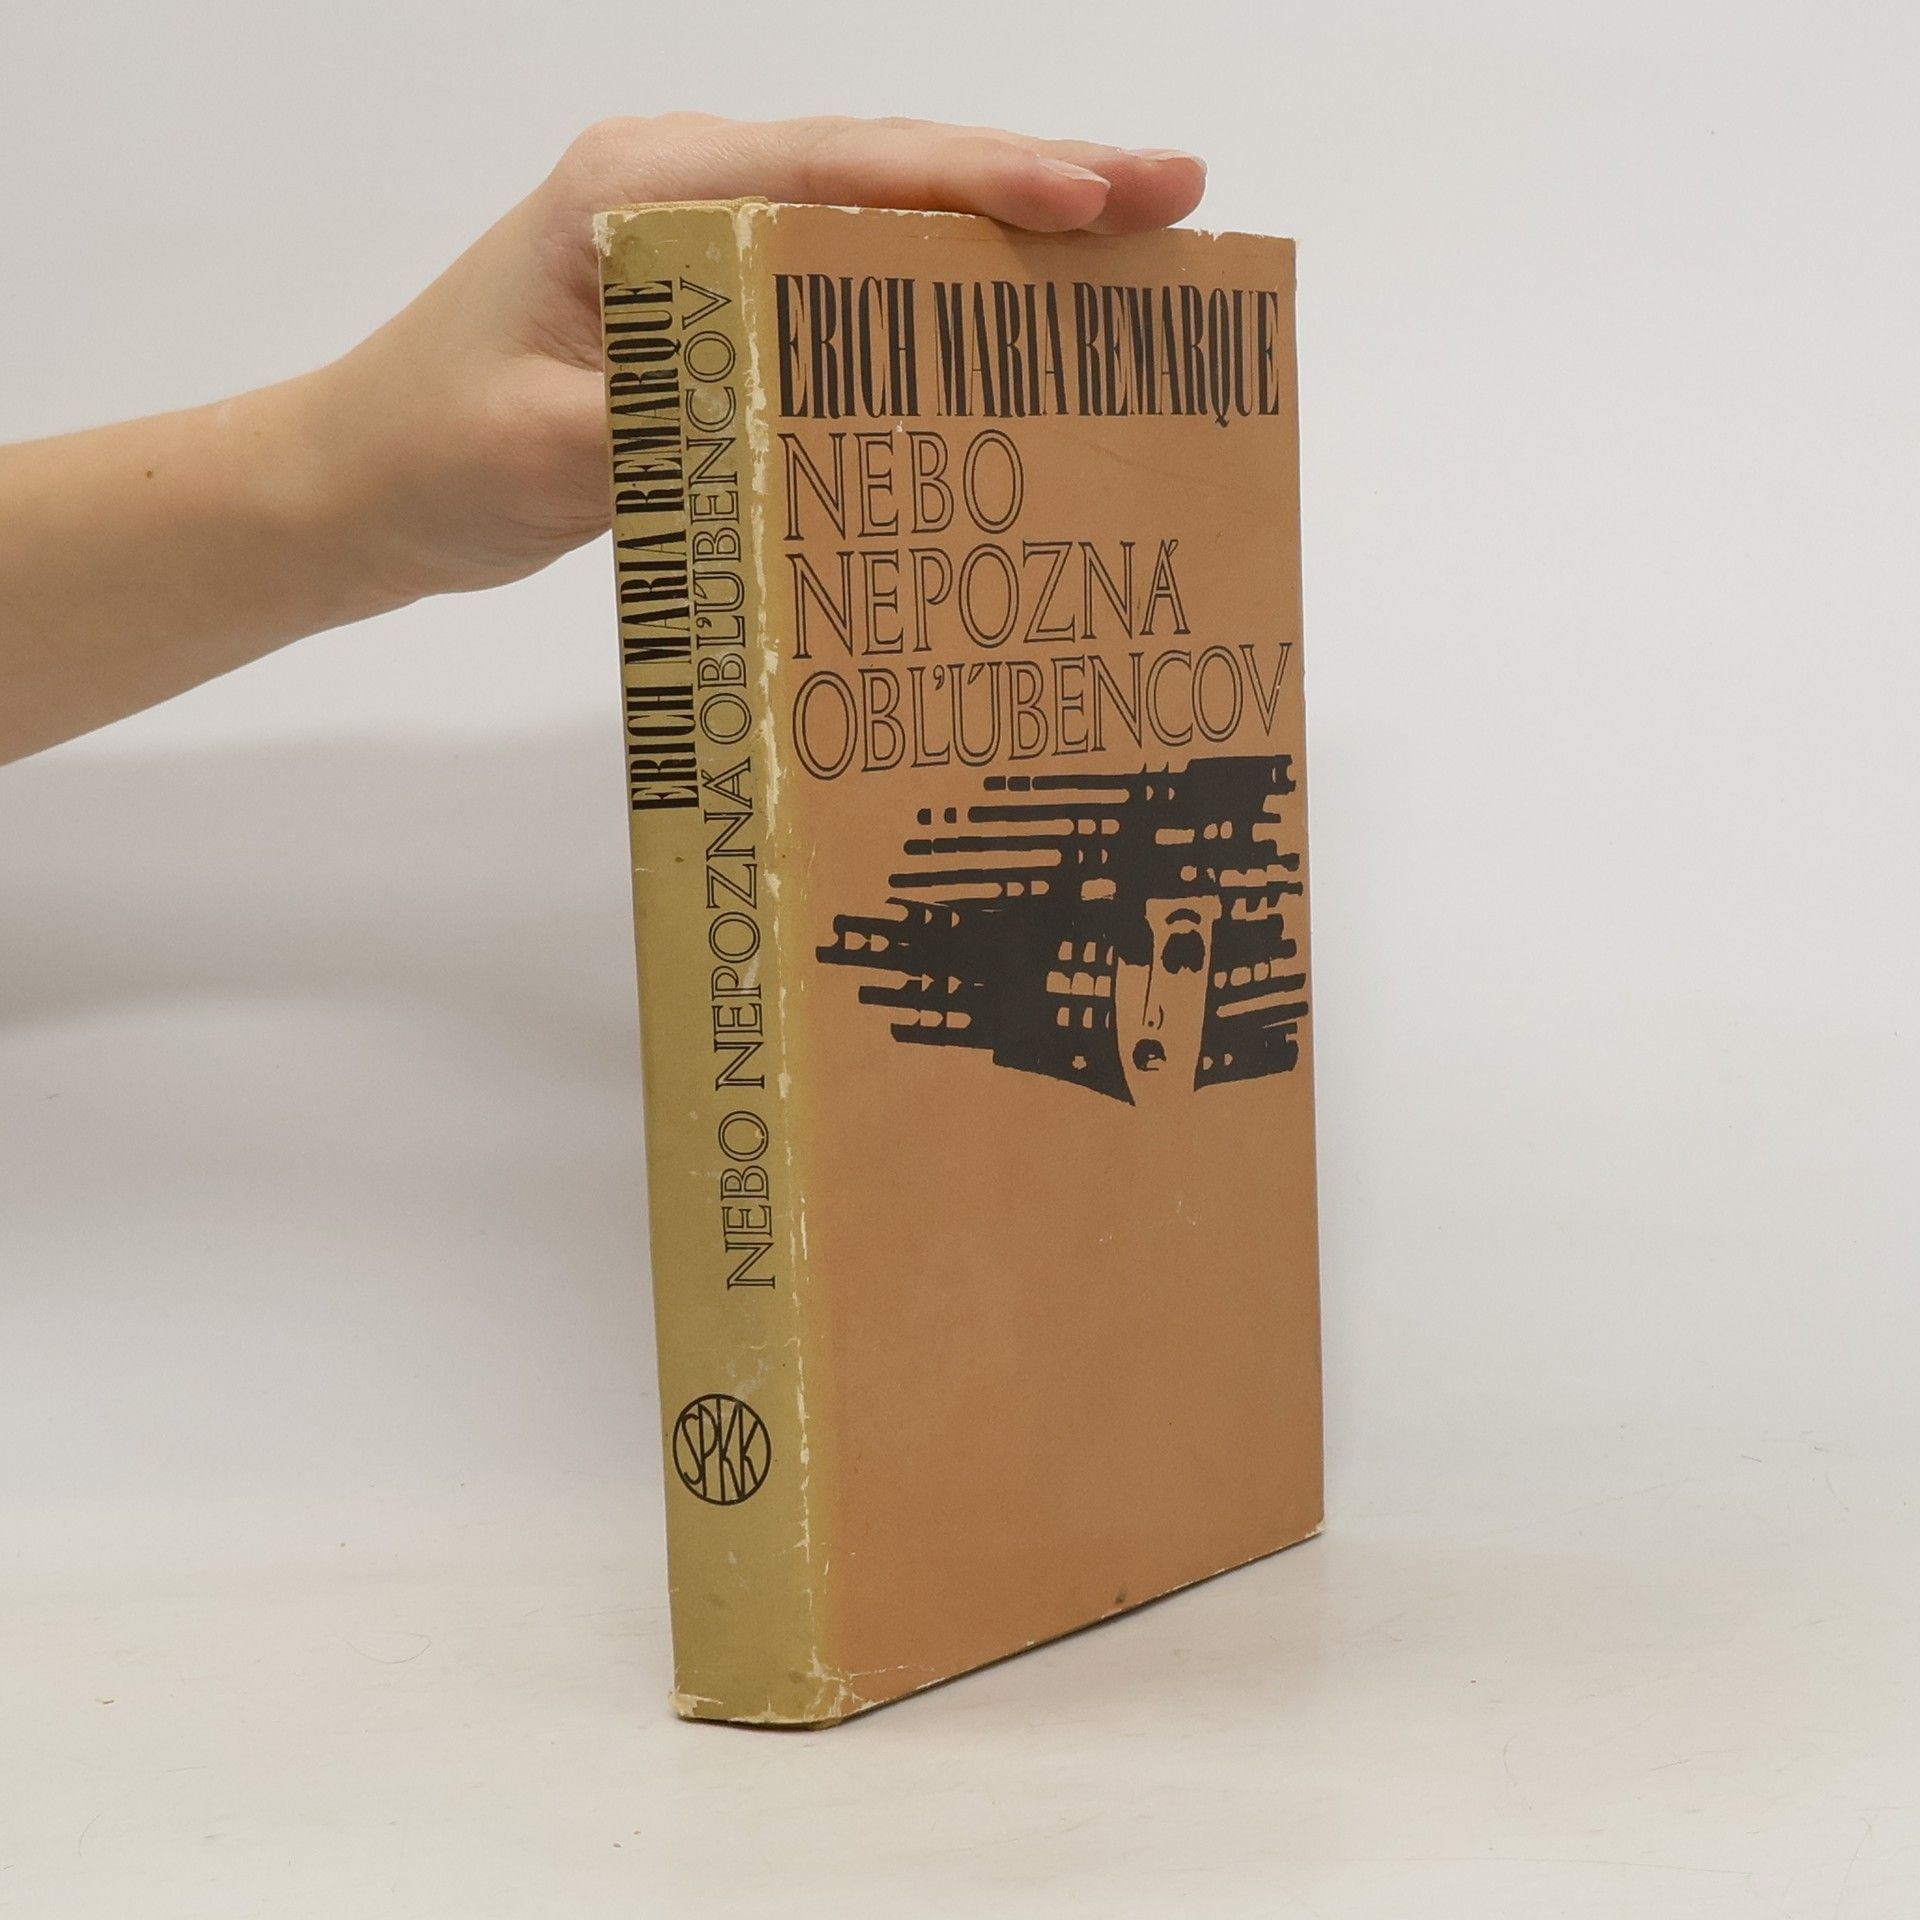 ERICH MARIA REMARQUE
NEBO NEPOZNÁ OBĽÚBENCOV
SPKK
ERICH MARIA REMARQUE
NEBO
NEPOZNÁ
OBĽÚBENCOV